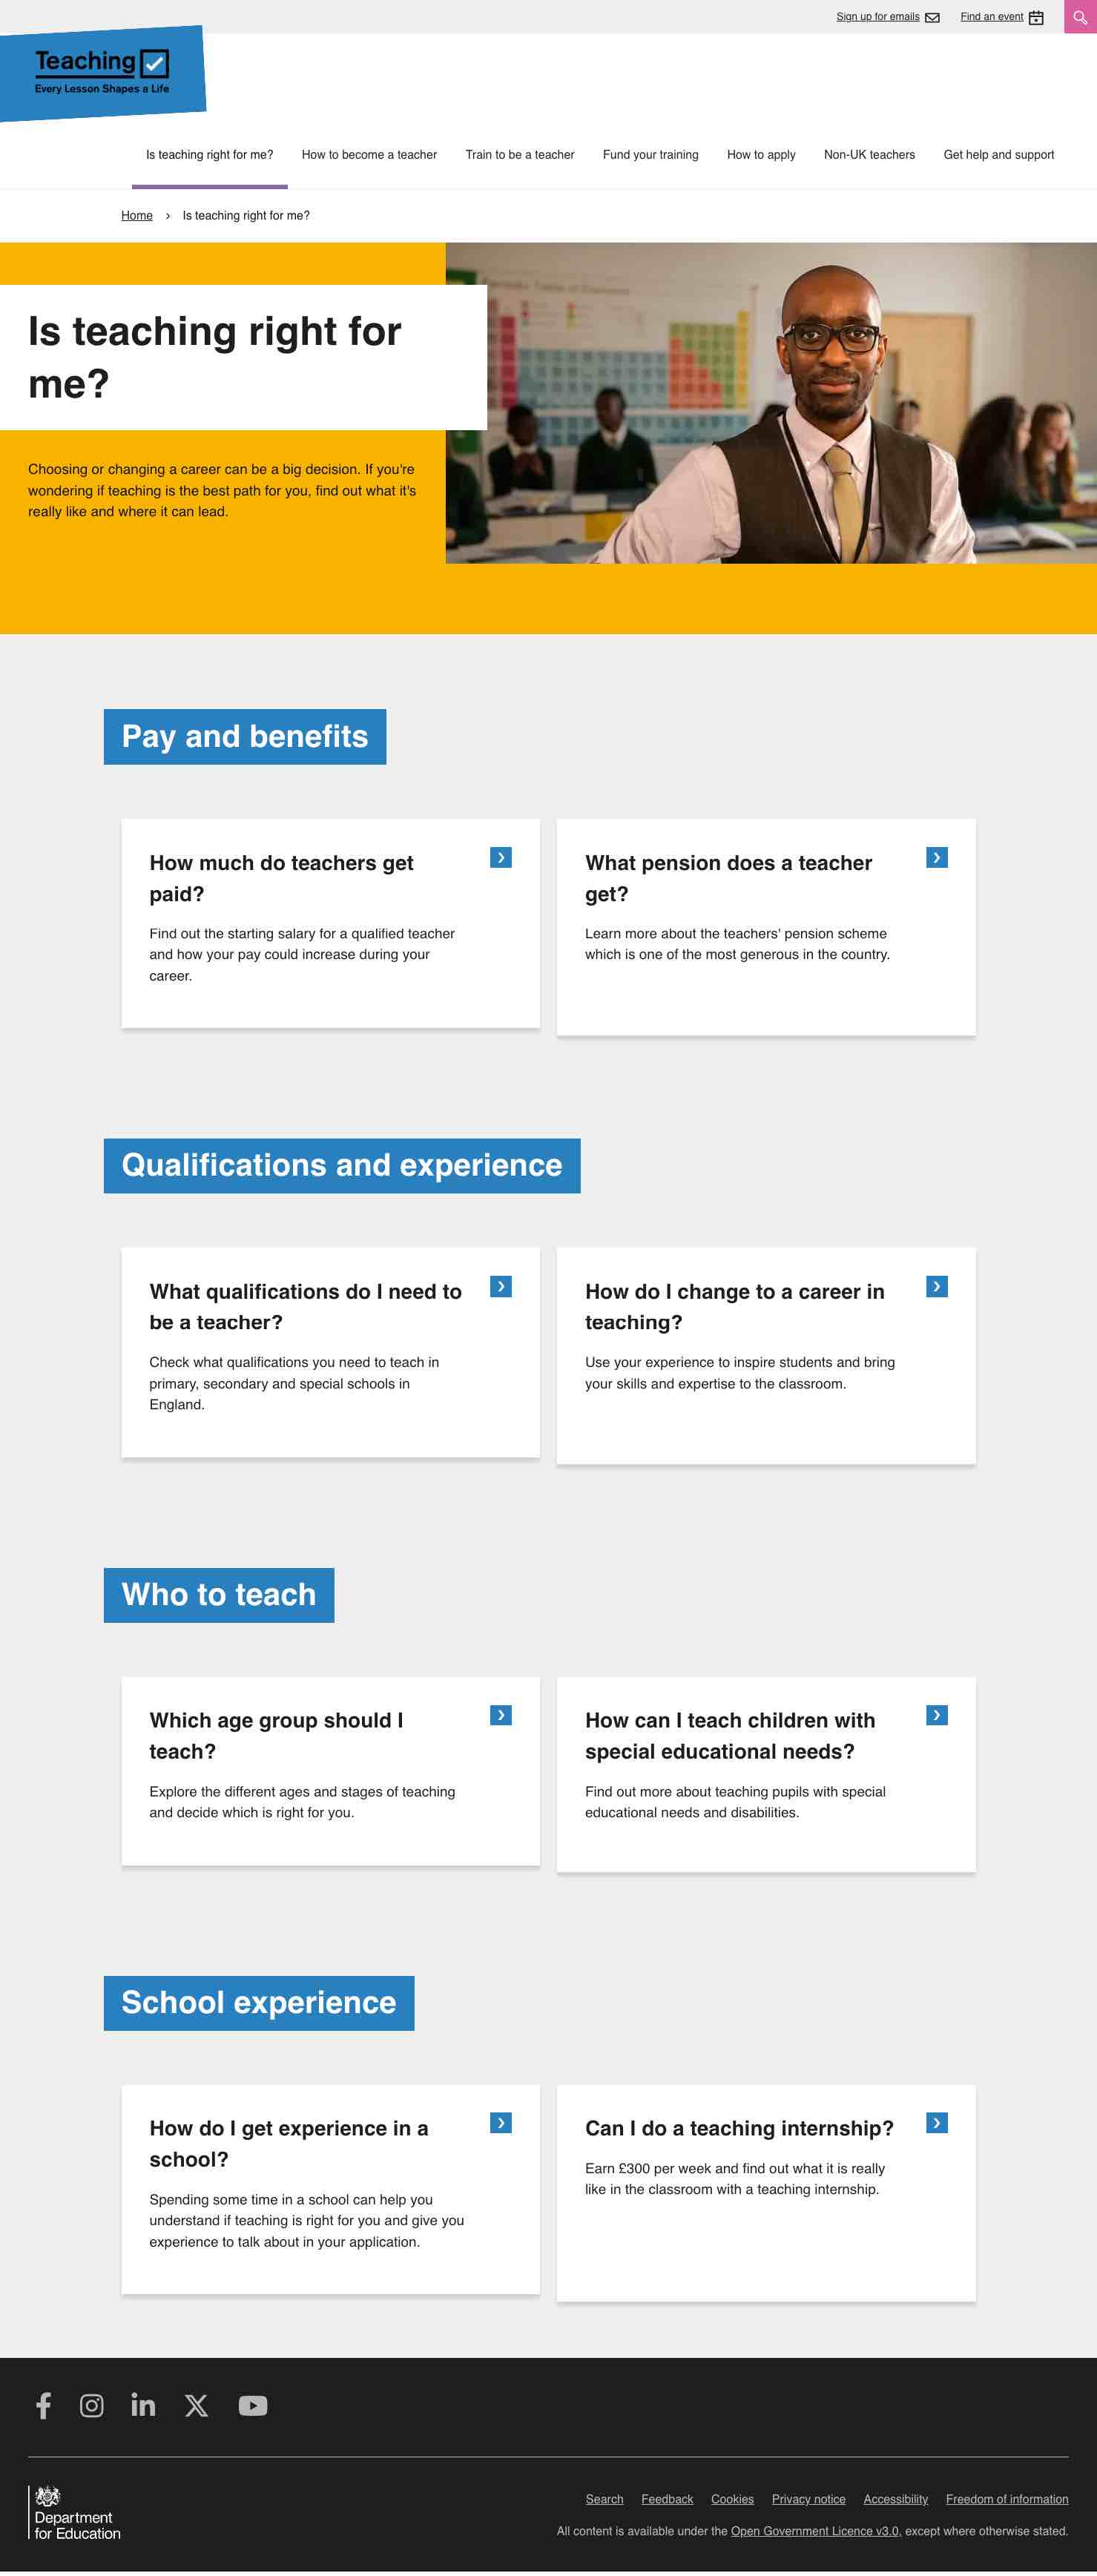 Sign up for emails
Find an event
Teaching
Every Lesson Shapes a Life
Is teaching right for me?
How to become a teacher
Train to be a teacher
Fund your training
How to apply
Non-UK teachers
Get help and support
Home
Is teaching right for me?
Is teaching right for
me?
Choosing or changing a career can be a big decision. If you're
wondering if teaching is the best path for you, find out what it's
really like and where it can lead.
Pay and benefits
How much do teachers get
paid?
Find out the starting salary for a qualified teacher
and how your pay could increase during your
career.
What pension does a teacher
get?
Learn more about the teachers' pension scheme
which is one of the most generous in the country.
Qualifications and experience
What qualifications do I need to
be a teacher?
Check what qualifications you need to teach in
primary, secondary and special schools in
England.
How do I change to a career in
teaching?
Use your experience to inspire students and bring
your skills and expertise to the classroom.
Who to teach
Which age group should I
teach?
Explore the different ages and stages of teaching
and decide which is right for you.
How can I teach children with
special educational needs?
Find out more about teaching pupils with special
educational needs and disabilities.
School experience
How do I get experience in a
school?
Spending some time in a school can help you
understand if teaching is right for you and give you
experience to talk about in your application.
Can I do a teaching internship?
Earn £300 per week and find out what it is really
like in the classroom with a teaching internship.
Department
for Education
Search
Feedback
Cookies
Privacy notice
Accessibility
Freedom of information
All content is available under the Open Government Licence v3.0, except where otherwise stated.